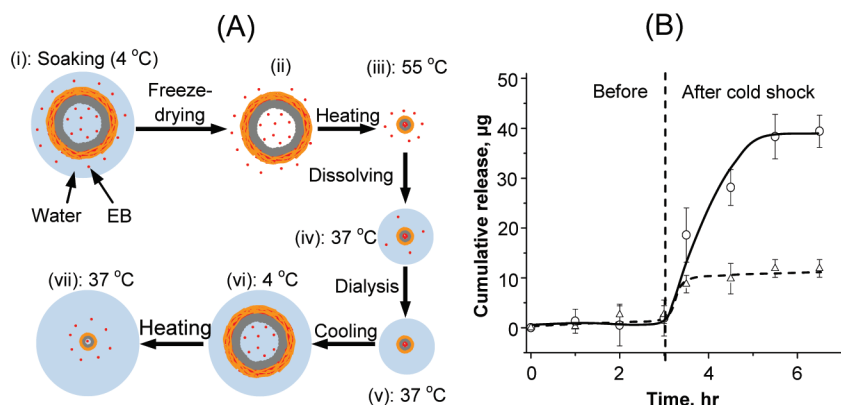 (A)
(i): Soaking (4 °C)
Freeze-
drying
(ii)
Heating
(iii): 55 °C
Dissolving
Water
EB
(iv): 37 °C
Dialysis
(vii): 37 °C
(vi): 4 °C
Heating
Cooling
(v): 37 °C
(B)
Before
After cold shock
Cumulative release, µg
50
40
30
20
10
0
0
2
4
6
Time, hr